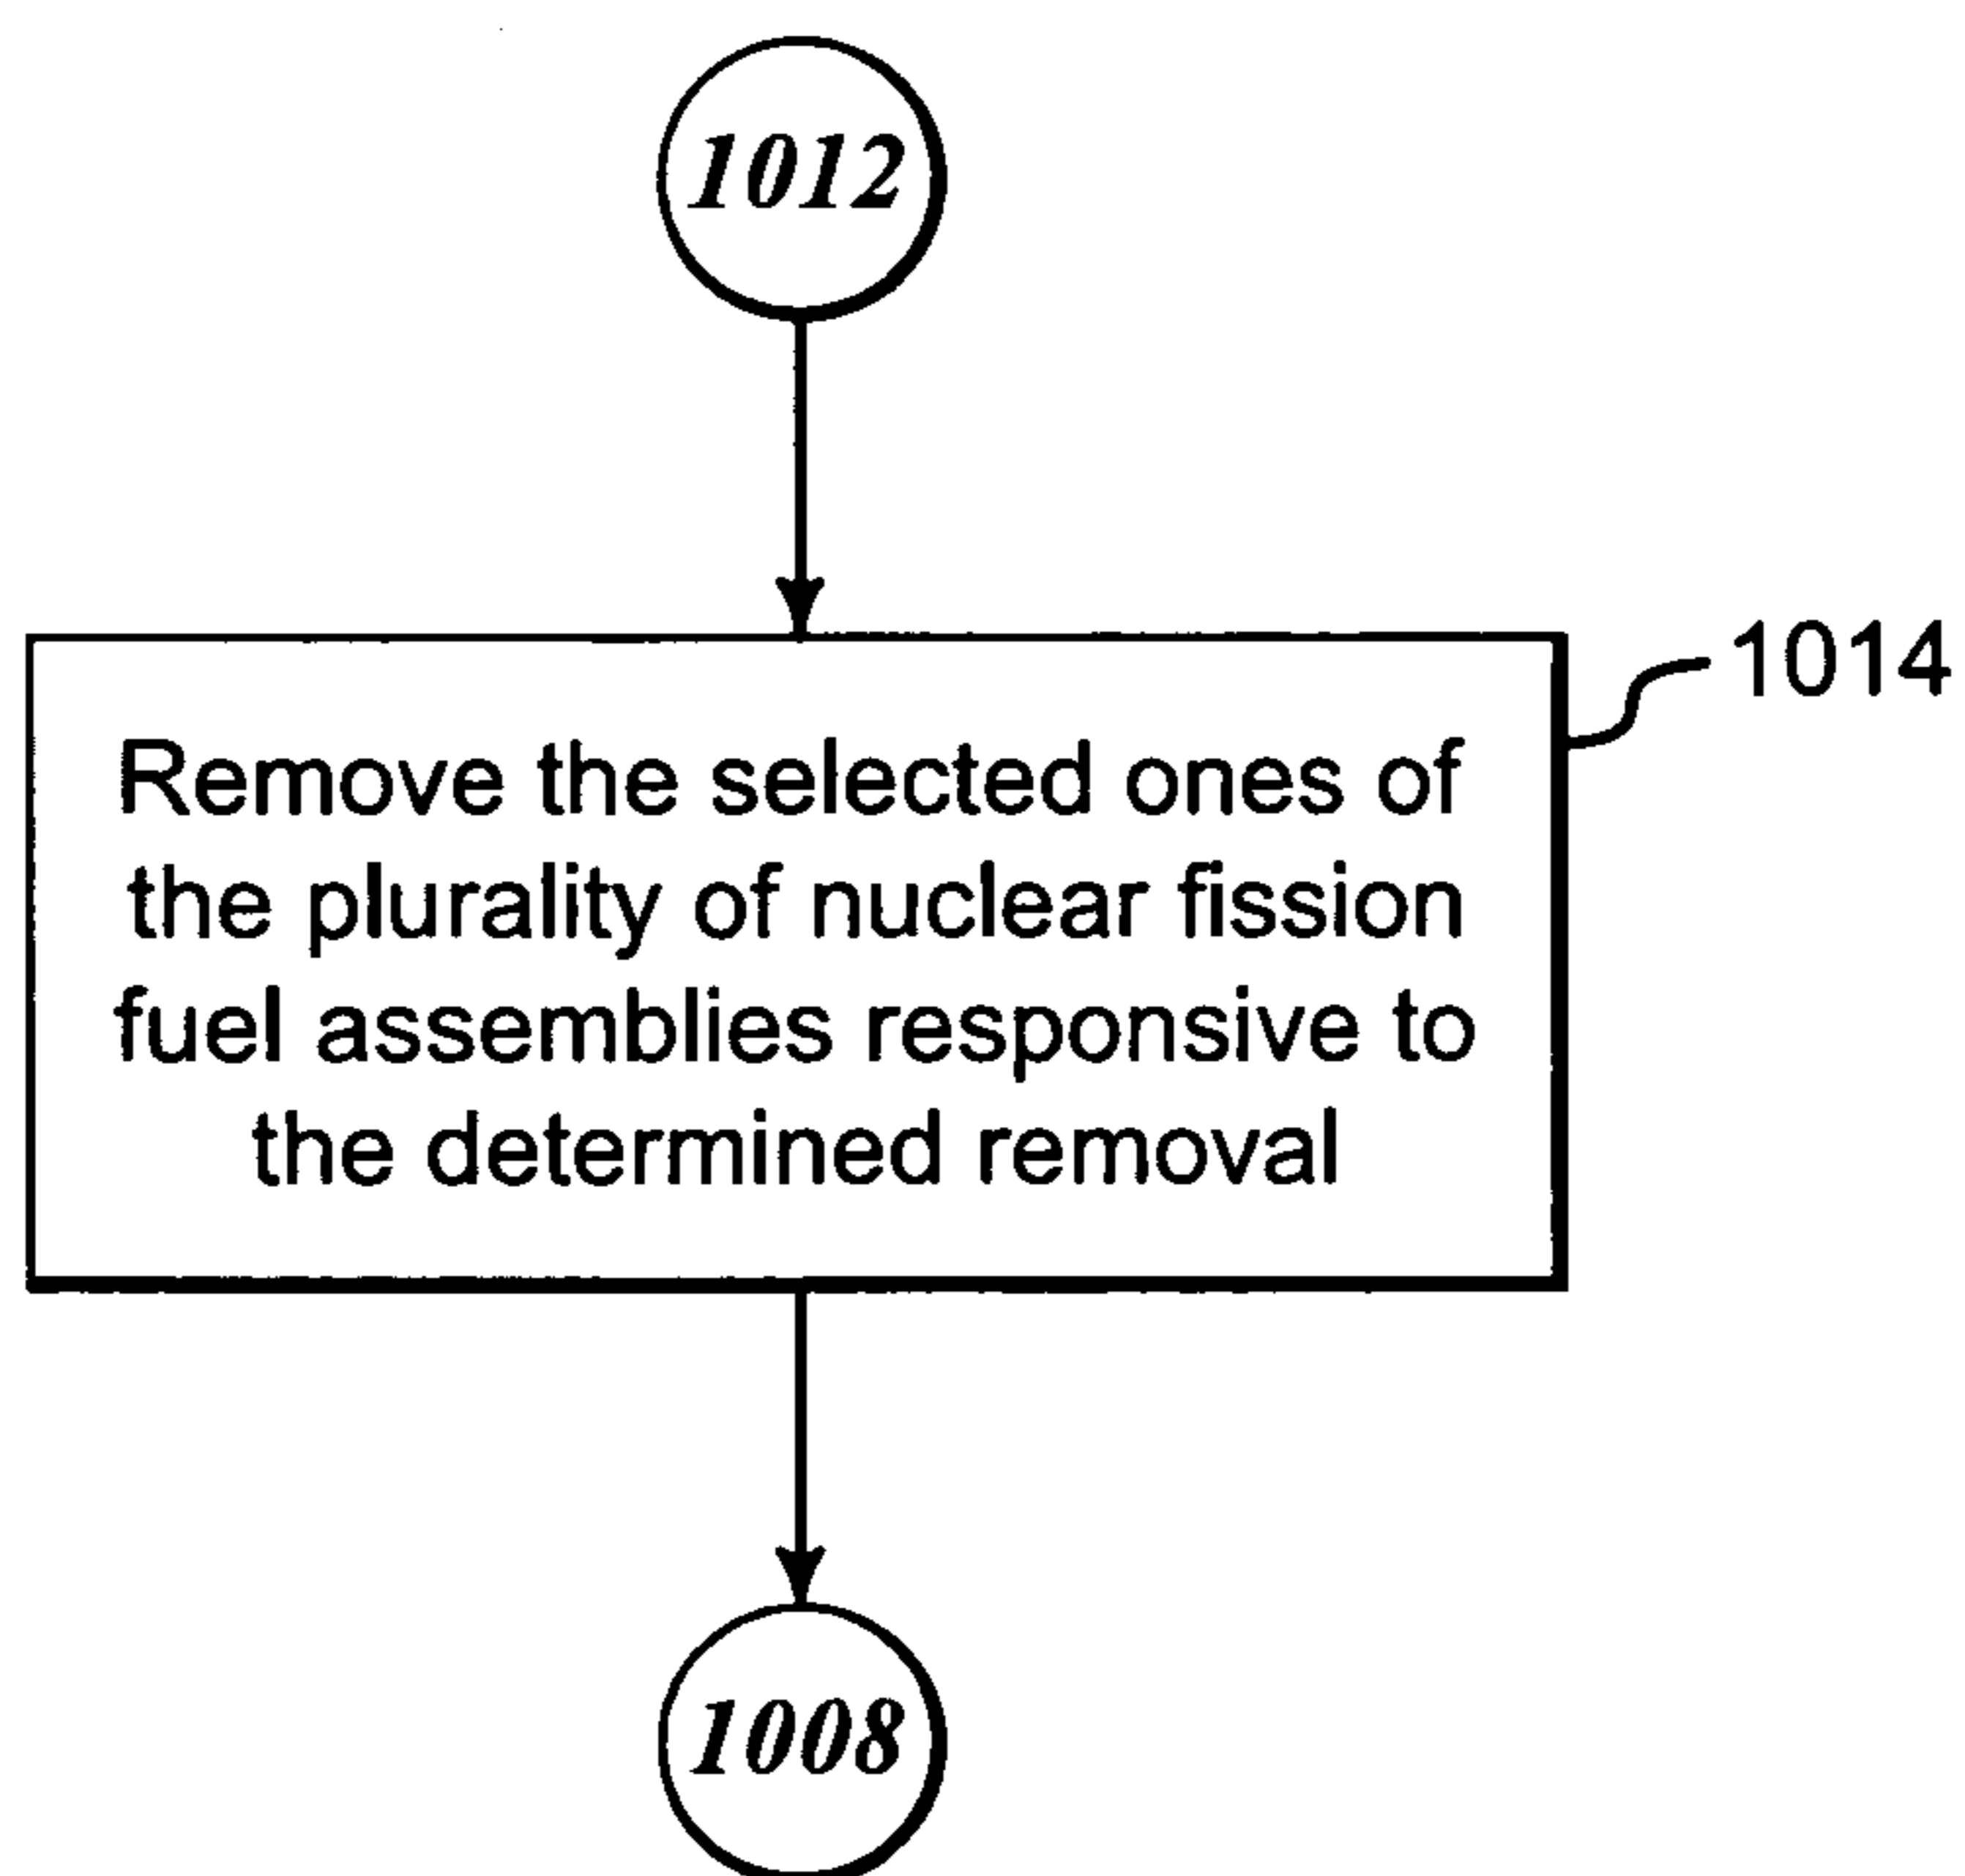 1012
1014
Remove the selected ones of
the plurality of nuclear fission
fuel assemblies responsive to
the determined removal
1008